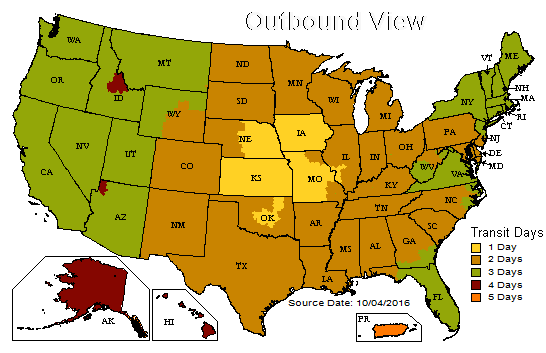 Outbound View
WA
MT
ND
MN
VT
ME
OR
ID
SD
WI
MI
NY
NH
MA
RI
CT
WY
NE
IA
PA
NJ
DE
MD
NV
UT
CO
KS
MO
IL
IN
OH
WV
VA
CA
AZ
NM
OK
AR
KY
TN
NC
SC
TX
LA
MS
AL
GA
FL
AK
HI
PR
Source Date: 10/04/2016
Transit Days
1 Day
2 Days
3 Days
4 Days
5 Days